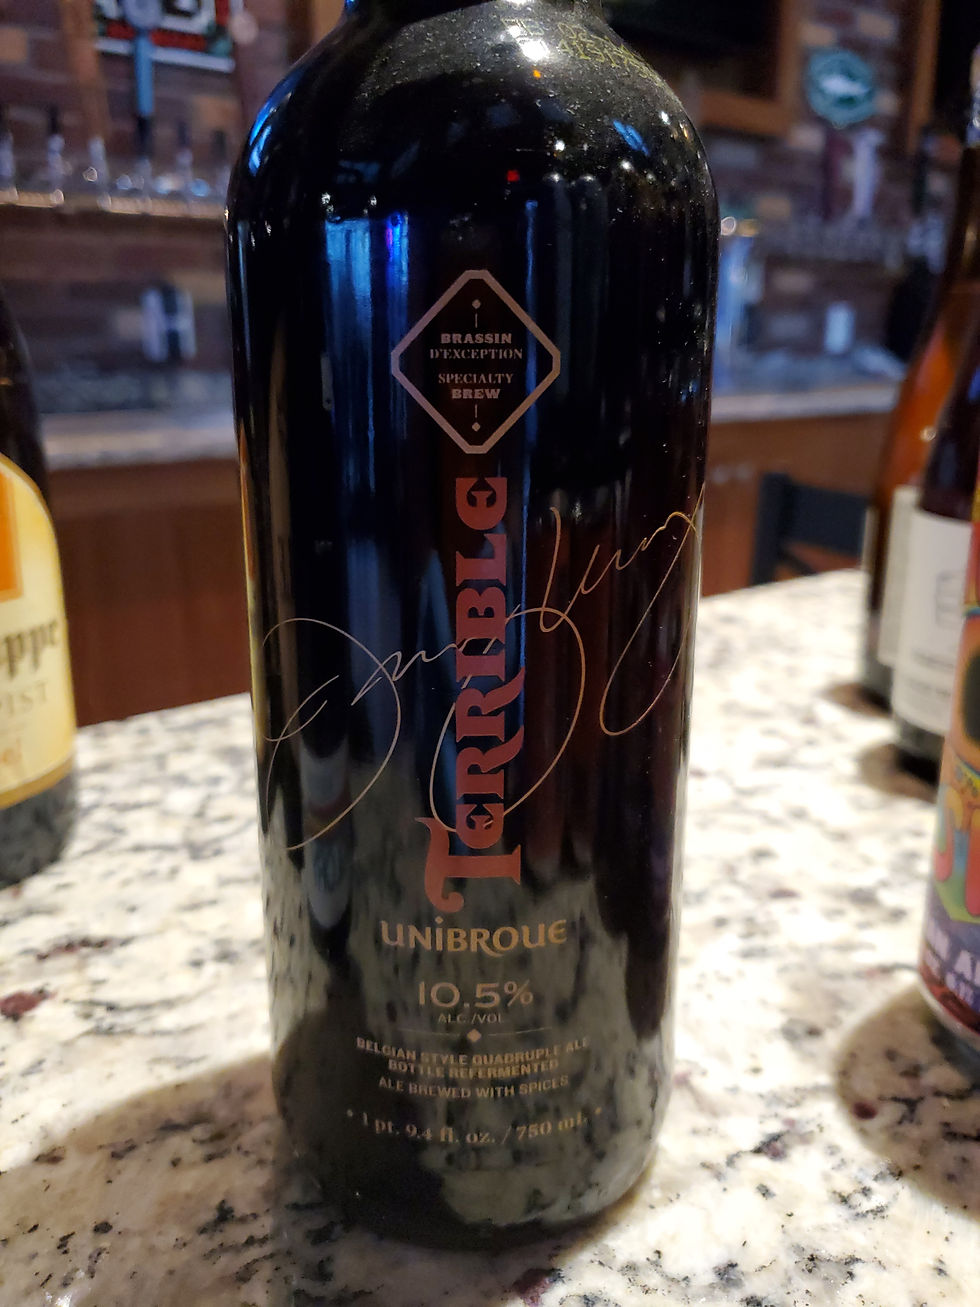 BRASSIN
D'EXCEPTION
SPECIALTY
BREW
TERRIBLE
UNIBROUE
10.5%
ALC./VOL
BELGIAN STYLE QUADRUPLE ALE
BOTTLE REFERMENTED
ALE BREWED WITH SPICES
1 pt. 9.4 fl. oz. / 750 mL